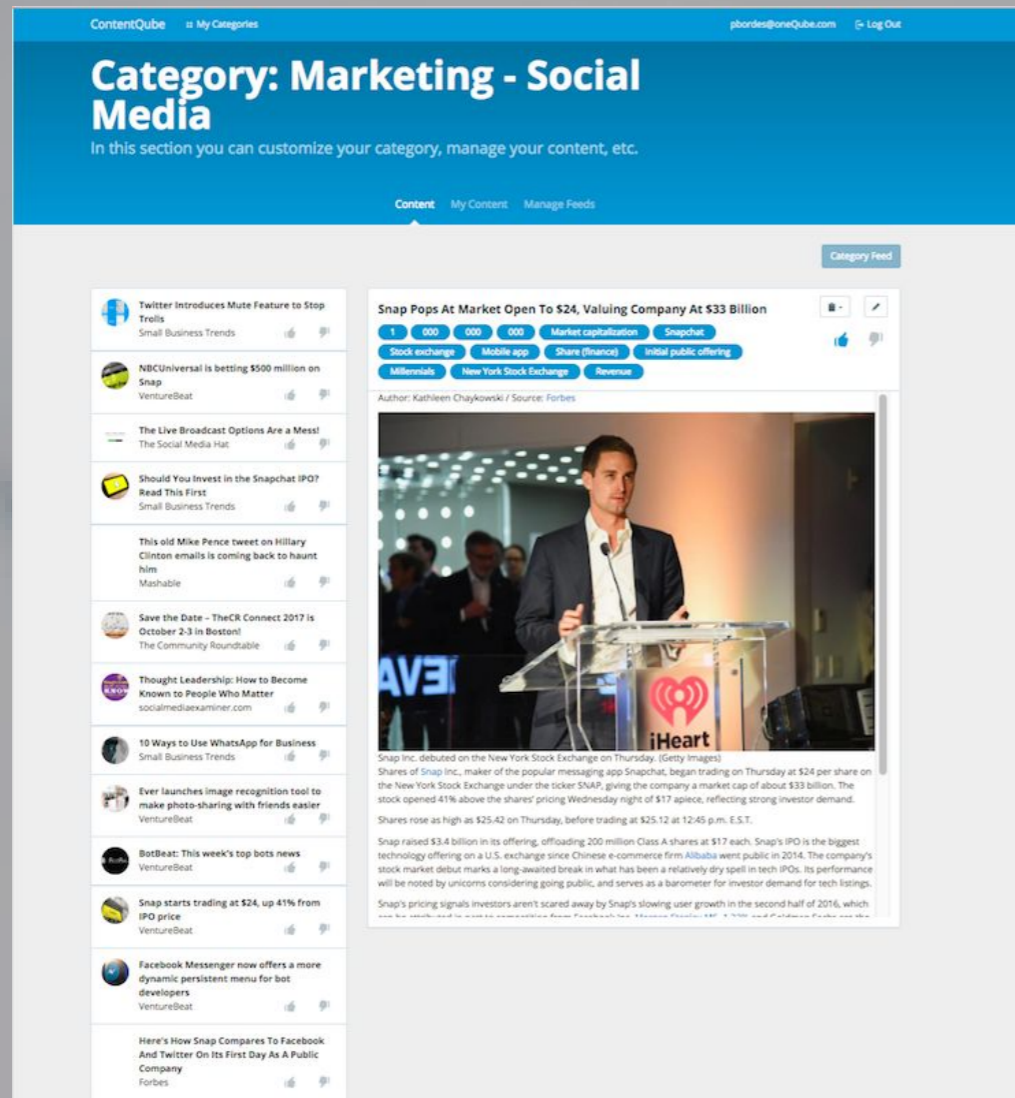 ContentQube My Categories pbordes@oneQube.com Log Out
Category: Marketing - Social
Media
In this section you can customize your category, manage your content, etc.
Content My Content Manage Feeds
Category Feed
Twitter Introduces Mute Feature to Stop
Trolls
Small Business Trends
NBCUniversal is betting $500 million on
Snap
VentureBeat
The Live Broadcast Options Are a Mess!
The Social Media Hat
Should You Invest in the Snapchat IPO?
Read This First
Small Business Trends
This old Mike Pence tweet on Hillary
Clinton emails is coming back to haunt
him
Mashable
Save the Date – TheCR Connect 2017 is
October 2-3 in Boston!
The Community Roundtable
Thought Leadership: How to Become
Known to People Who Matter
socialmediaexaminer.com
10 Ways to Use WhatsApp for Business
Small Business Trends
Ever launches image recognition tool to
make photo-sharing with friends easier
VentureBeat
BotBeat: This week's top bots news
VentureBeat
Snap starts trading at $24, up 41% from
IPO price
VentureBeat
Facebook Messenger now offers a more
dynamic persistent menu for bot
developers
VentureBeat
Here's How Snap Compares To Facebook
And Twitter On Its First Day As A Public
Company
Forbes
Snap Pops At Market Open To $24, Valuing Company At $33 Billion
1 000 000 000 Market capitalization Snapchat
Stock exchange Mobile app Share (finance) Initial public offering
Millennials New York Stock Exchange Revenue
Author: Kathleen Chaykowski / Source: Forbes
iHeart
Snap Inc. debuted on the New York Stock Exchange on Thursday. (Getty Images)
Shares of Snap Inc., maker of the popular messaging app Snapchat, began trading on Thursday at $24 per share on
the New York Stock Exchange under the ticker SNAP, giving the company a market cap of about $33 billion. The
stock opened 41% above the shares' pricing Wednesday night of $17 apiece, reflecting strong investor demand.
Shares rose as high as $25.42 on Thursday, before trading at $25.12 at 12:45 p.m. E.S.T.
Snap raised $3.4 billion in its offering, offloading 200 million Class A shares at $17 each. Snap's IPO is the biggest
technology offering on a U.S. exchange since Chinese e-commerce firm Alibaba went public in 2014. The company's
stock market debut marks a long-awaited break in what has been a relatively dry spell in tech IPOs. Its performance
will be noted by unicorns considering going public, and serves as a barometer for investor demand for tech listings.
Snap's pricing signals investors aren't scared away by Snap's slowing user growth in the second half of 2016, which